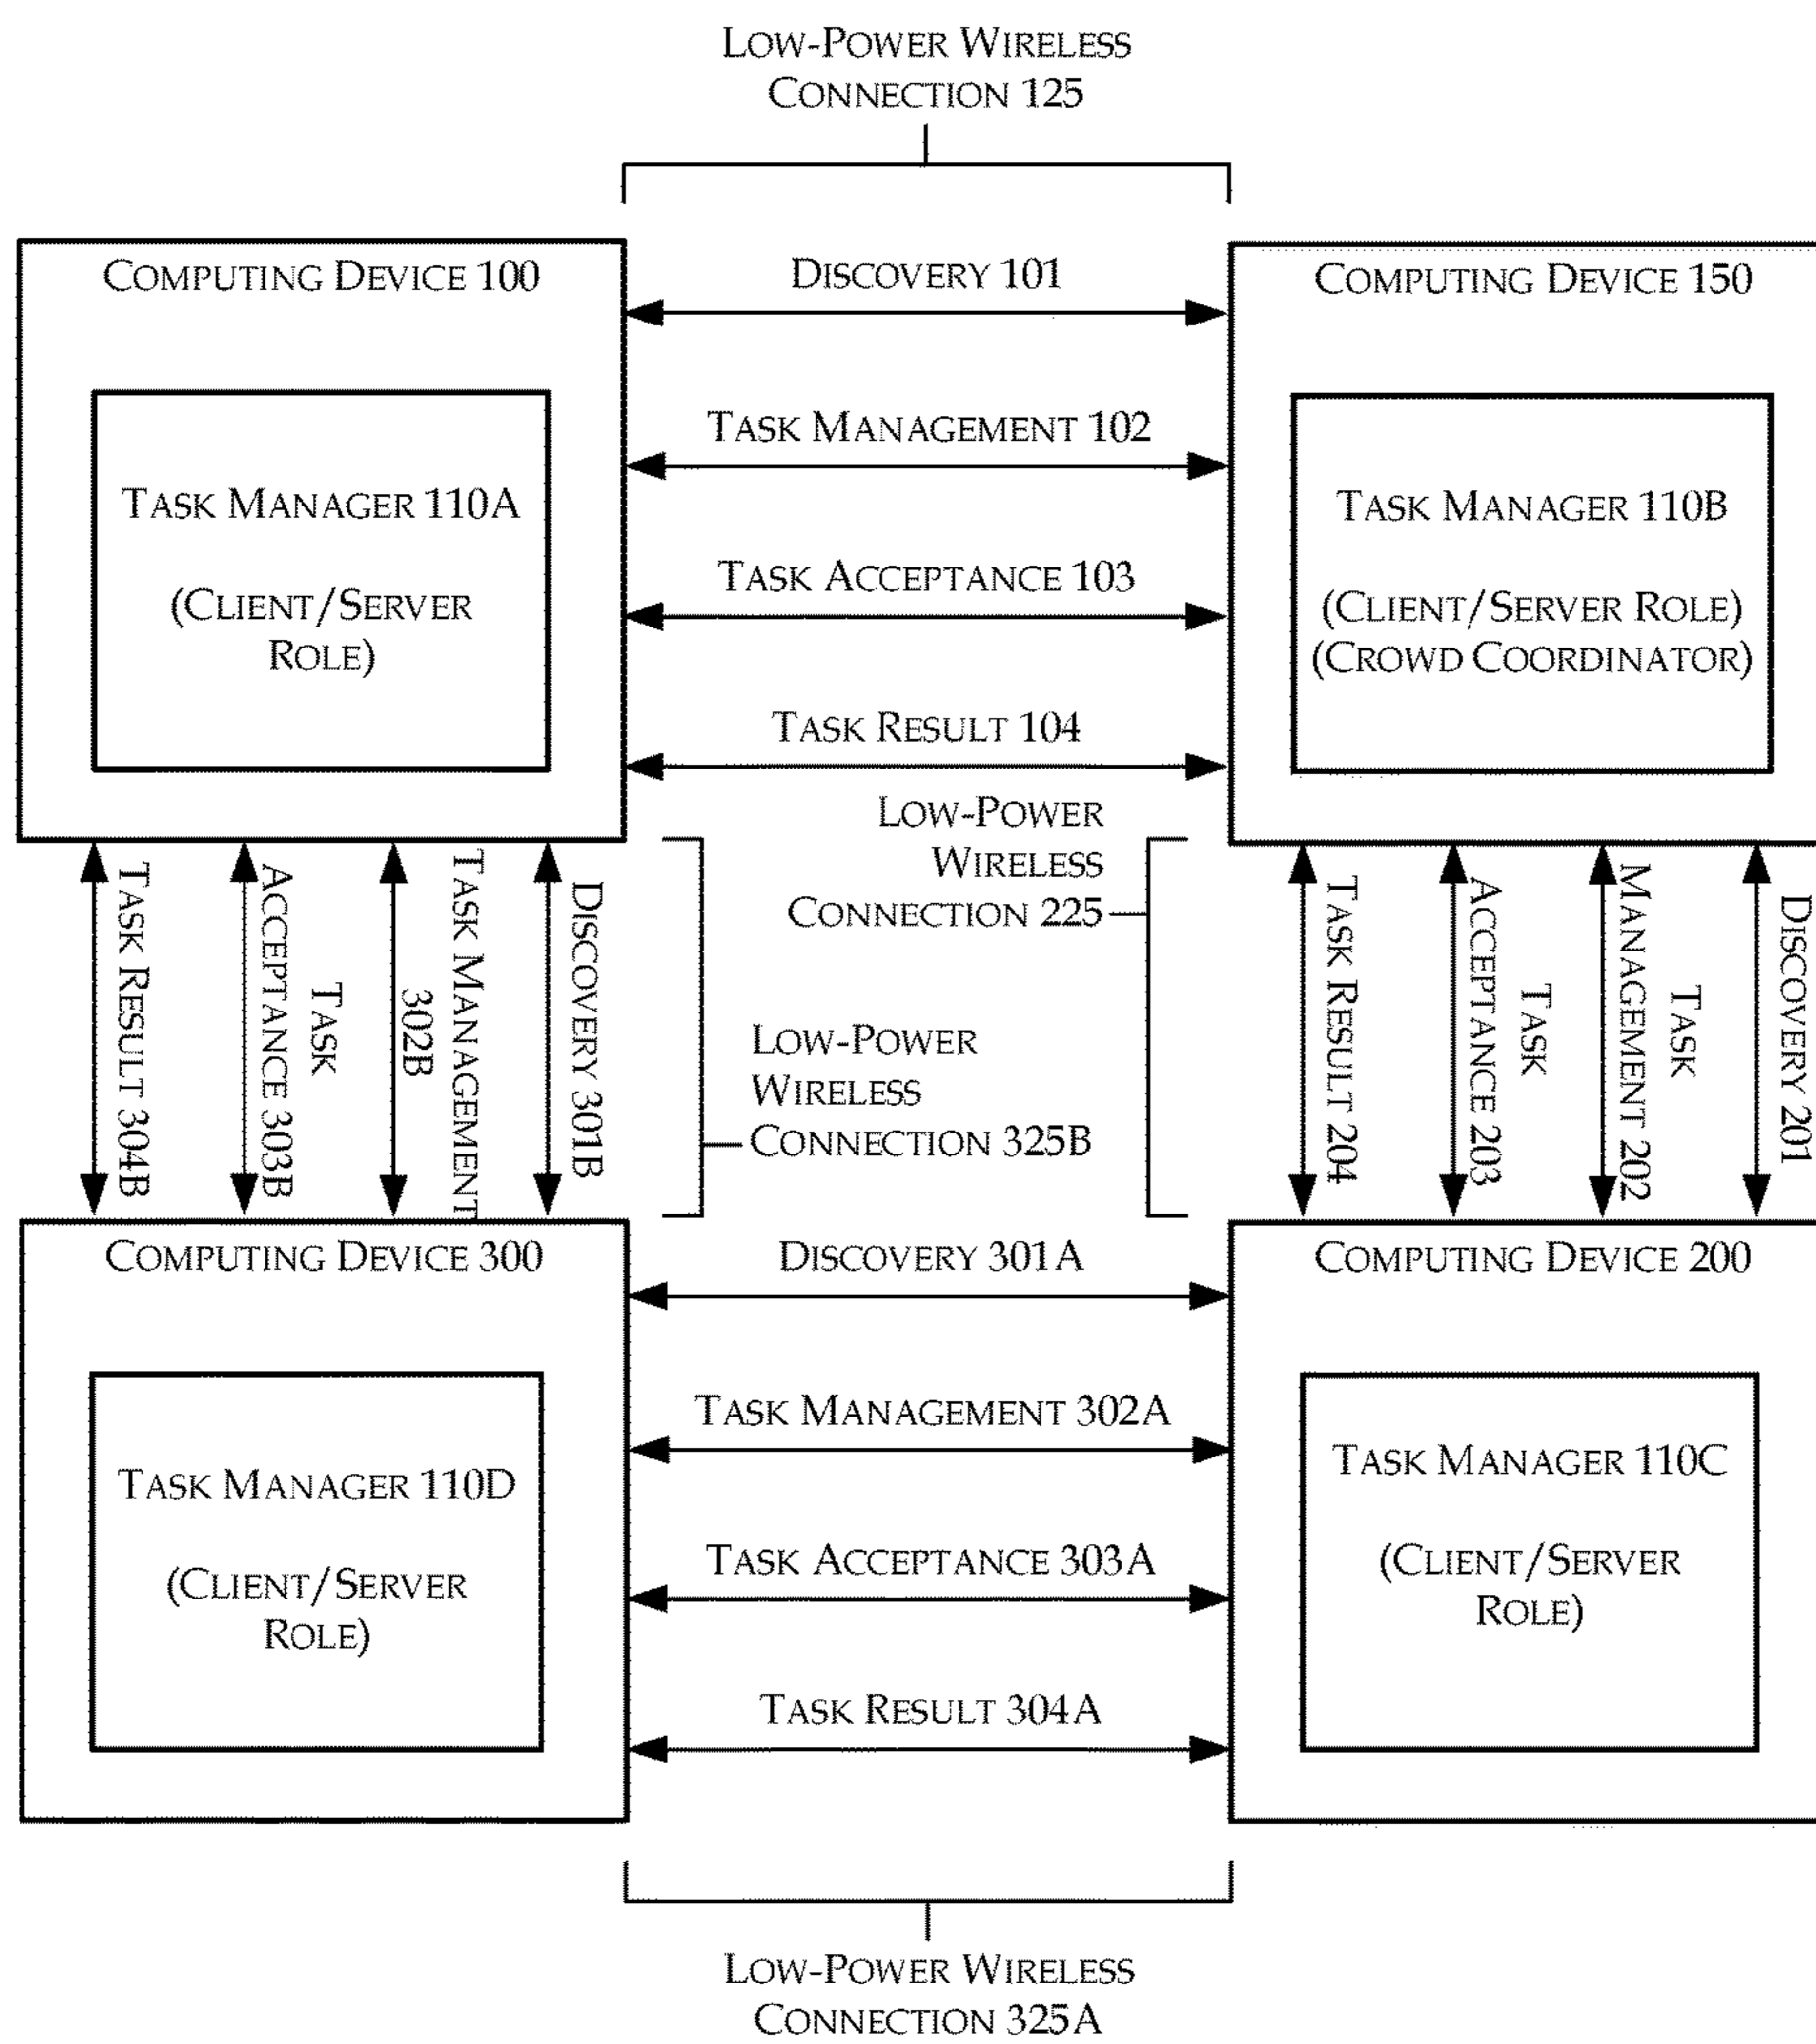 LOW-POWER WIRELESS
CONNECTION 125
COMPUTING DEVICE 100
DISCOVERY 101
COMPUTING DEVICE 150
TASK MANAGEMENT 102
TASK MANAGER 110A
(CLIENT/SERVER
ROLE)
TASK MANAGER 110B
(CLIENT/SERVER ROLE)
(CROWD COORDINATOR)
TASK ACCEPTANCE 103
TASK RESULT 104
TASK RESULT 304B
TASK
ACCEPTANCE 303B
TASK MANAGEMENT
302B
DISCOVERY 301B
LOW-POWER
WIRELESS
CONNECTION 225
LOW-POWER
WIRELESS
CONNECTION 325B
TASK RESULT 204
TASK
ACCEPTANCE 203
TASK
MANAGEMENT 202
DISCOVERY 201
COMPUTING DEVICE 300
DISCOVERY 301A
COMPUTING DEVICE 200
TASK MANAGEMENT 302A
TASK MANAGER 110D
(CLIENT/SERVER
ROLE)
TASK MANAGER 110C
(CLIENT/SERVER
ROLE)
TASK ACCEPTANCE 303A
TASK RESULT 304A
LOW-POWER WIRELESS
CONNECTION 325A